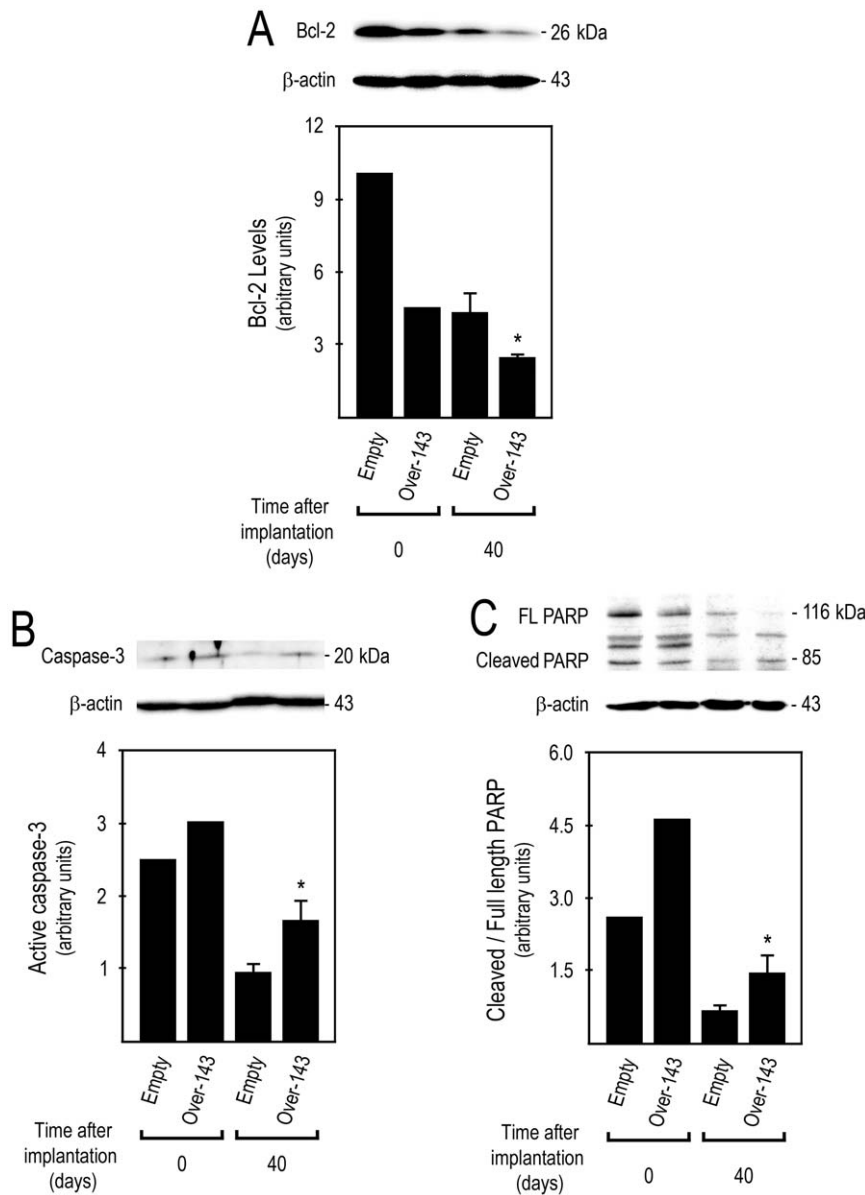 A
Bcl-2
- 26 kDa
β-actin
- 43
12
9
6
3
Bcl-2 Levels
(arbitrary units)
*
Empty
Over-143
Empty
Over-143
Time after
implantation
(days)
0
40
B
Caspase-3
- 20 kDa
β-actin
- 43
4
3
2
1
Active caspase-3
(arbitrary units)
*
Empty
Over-143
Empty
Over-143
Time after
implantation
(days)
0
40
C
FL PARP
- 116 kDa
Cleaved PARP
- 85
β-actin
- 43
6.0
4.5
3.0
1.5
Cleaved / Full length PARP
(arbitrary units)
*
Empty
Over-143
Empty
Over-143
Time after
implantation
(days)
0
40